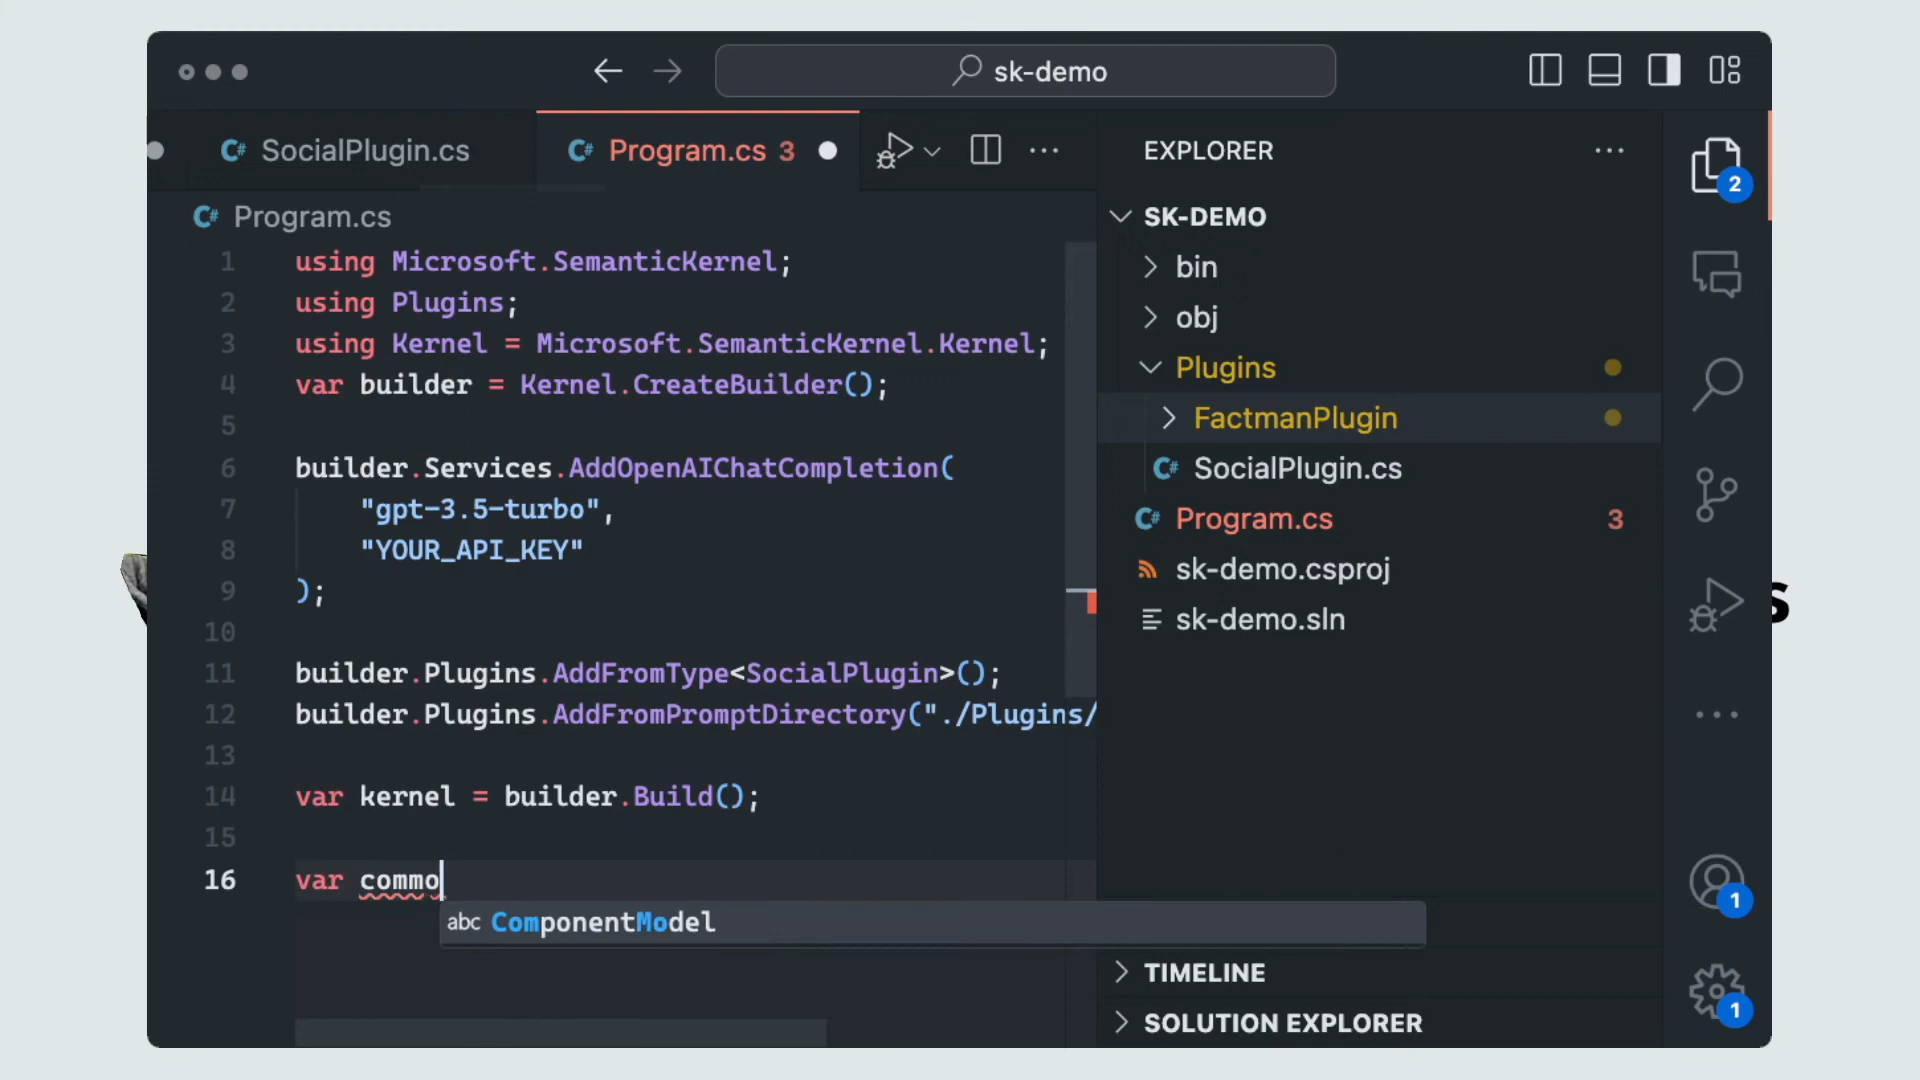 sk-demo
SocialPlugin.cs
Program.cs 3
EXPLORER
Program.cs
SK-DEMO
bin
obj
Plugins
FactmanPlugin
SocialPlugin.cs
Program.cs 3
sk-demo.csproj
sk-demo.sln
1 using Microsoft.SemanticKernel;
2 using Plugins;
3 using Kernel = Microsoft.SemanticKernel.Kernel;
4 var builder = Kernel.CreateBuilder();
5
6 builder.Services.AddOpenAIChatCompletion(
7 "gpt-3.5-turbo",
8 "YOUR_API_KEY"
9 );
10
11 builder.Plugins.AddFromType<SocialPlugin>();
12 builder.Plugins.AddFromPromptDirectory("./Plugins/
13
14 var kernel = builder.Build();
15
16 var commo
abc ComponentModel
TIMELINE
SOLUTION EXPLORER
2
1
1
s